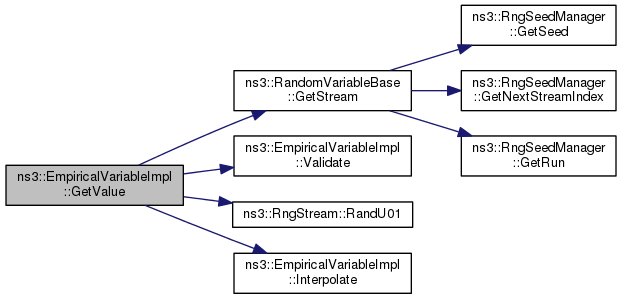 ns3::EmpiricalVariableImpl
::GetValue
ns3::RandomVariableBase
::GetStream
ns3::RngSeedManager
::GetSeed
ns3::RngSeedManager
::GetNextStreamIndex
ns3::RngSeedManager
::GetRun
ns3::EmpiricalVariableImpl
::Validate
ns3::RngStream::RandU01
ns3::EmpiricalVariableImpl
::Interpolate